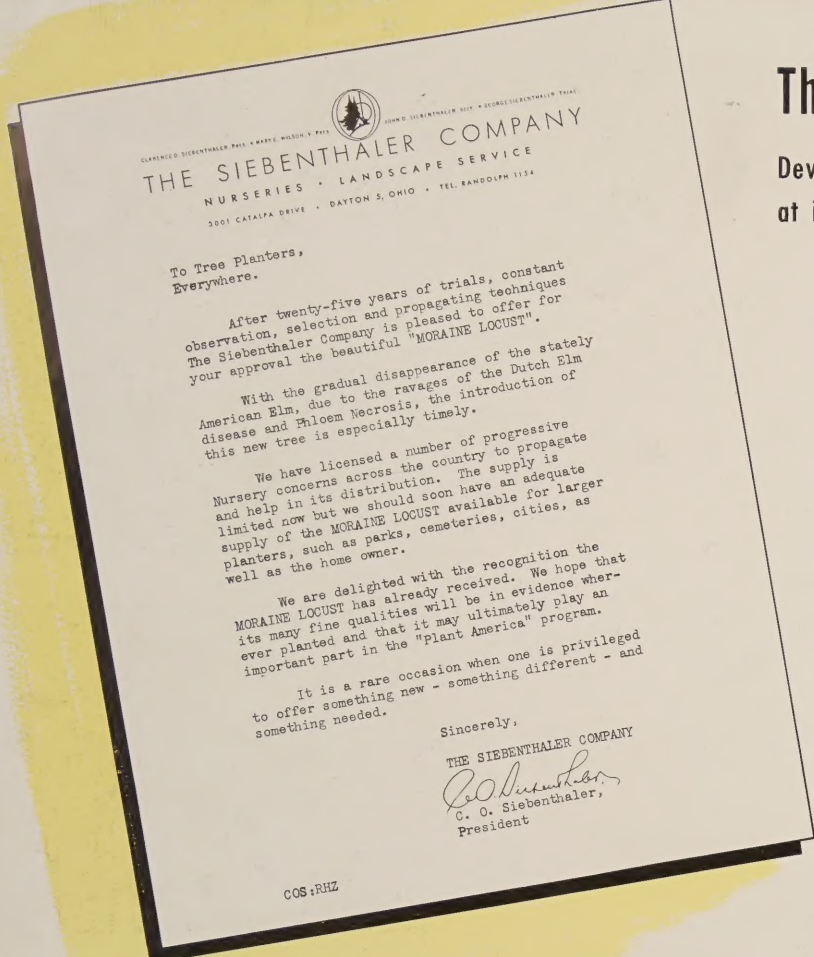 CLARENCE O. SIEBENTHALER, PRES. • MARY E. WILSON, V. PRES. JOHN D. SIEBENTHALER, SECY. • GEORGE SIEBENTHALER, TREAS.
THE SIEBENTHALER COMPANY
NURSERIES • LANDSCAPE SERVICE
3001 CATALPA DRIVE • DAYTON 5, OHIO • TEL. RANDOLPH 1154
To Tree Planters,
Everywhere.
After twenty-five years of trials, constant
observation, selection and propagating techniques
The Siebenthaler Company is pleased to offer for
your approval the beautiful "MORAINE LOCUST".
With the gradual disappearance of the stately
American Elm, due to the ravages of the Dutch Elm
disease and Phloem Necrosis, the introduction of
this new tree is especially timely.
We have licensed a number of progressive
Nursery concerns across the country to propagate
and help in its distribution. The supply is
limited now but we should soon have an adequate
supply of the MORAINE LOCUST available for larger
planters, such as parks, cemeteries, cities, as
well as the home owner.
We are delighted with the recognition the
MORAINE LOCUST has already received. We hope that
its many fine qualities will be in evidence wher-
ever planted and that it may ultimately play an
important part in the "Plant America" program.
It is a rare occasion when one is privileged
to offer something new - something different - and
something needed.
Sincerely,
THE SIEBENTHALER COMPANY
C. O. Siebenthaler,
President
COS:RHZ
Th
Dev
at i